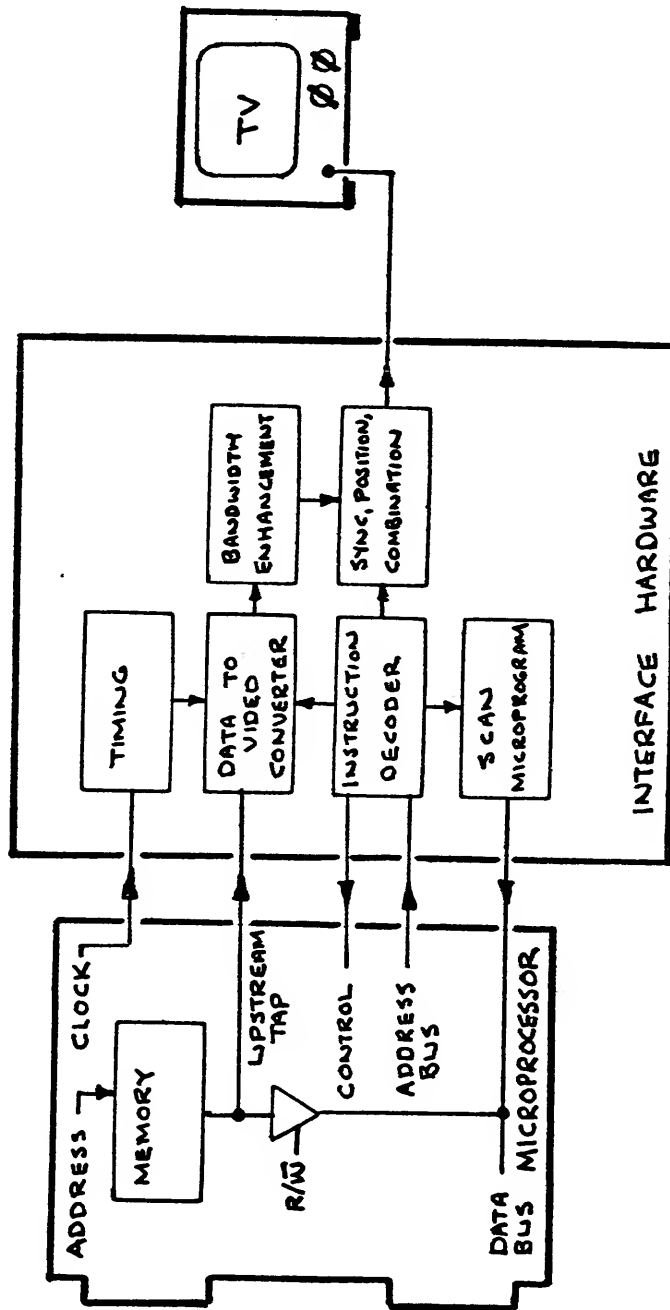 ADDRESS
CLOCK
MEMORY
UPSTREAM
TAP
R/W̅
CONTROL
ADDRESS
BUS
DATA
BUS
MICROPROCESSOR
TIMING
DATA TO
VIDEO
CONVERTER
BANDWIDTH
ENHANCEMENT
INSTRUCTION
DECODER
SYNC, POSITION,
COMBINATION
SCAN
MICROPROGRAM
INTERFACE HARDWARE
TV